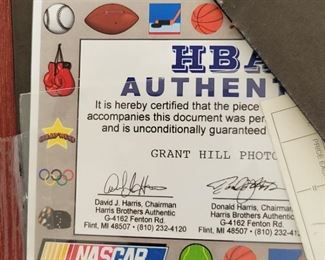 HBA
AUTHENT
It is hereby certified that the piece
accompanies this document was per
and is unconditionally guaranteed
GRANT HILL PHOTO
David J. Harris, Chairman
Harris Brothers Authentic
G-4162 Fenton Rd.
Flint, MI 48507 • (810) 232-4120
Donald Harris, Chairman
Harris Brothers Authentic
G-4162 Fenton Rd.
Flint, MI 48507 • (810) 232-4120
NASCAR